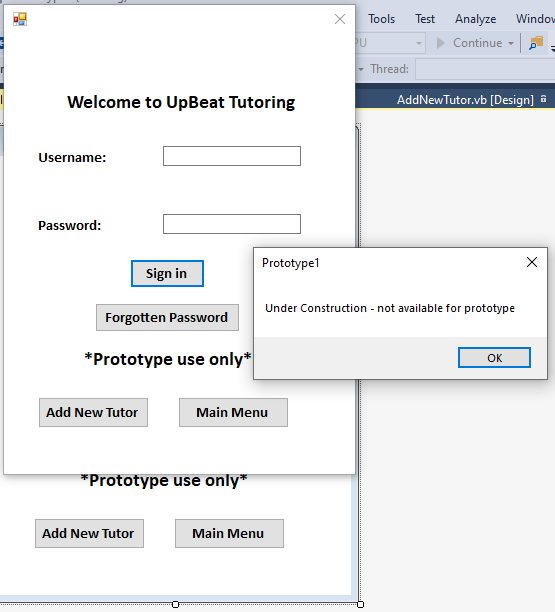 Tools Test Analyze Window
PU Continue
Thread:
AddNewTutor.vb [Design]
Welcome to UpBeat Tutoring
Username:
Password:
Sign in
Forgotten Password
*Prototype use only*
Add New Tutor Main Menu
Prototype1
Under Construction - not available for prototype
OK
*Prototype use only*
Add New Tutor Main Menu